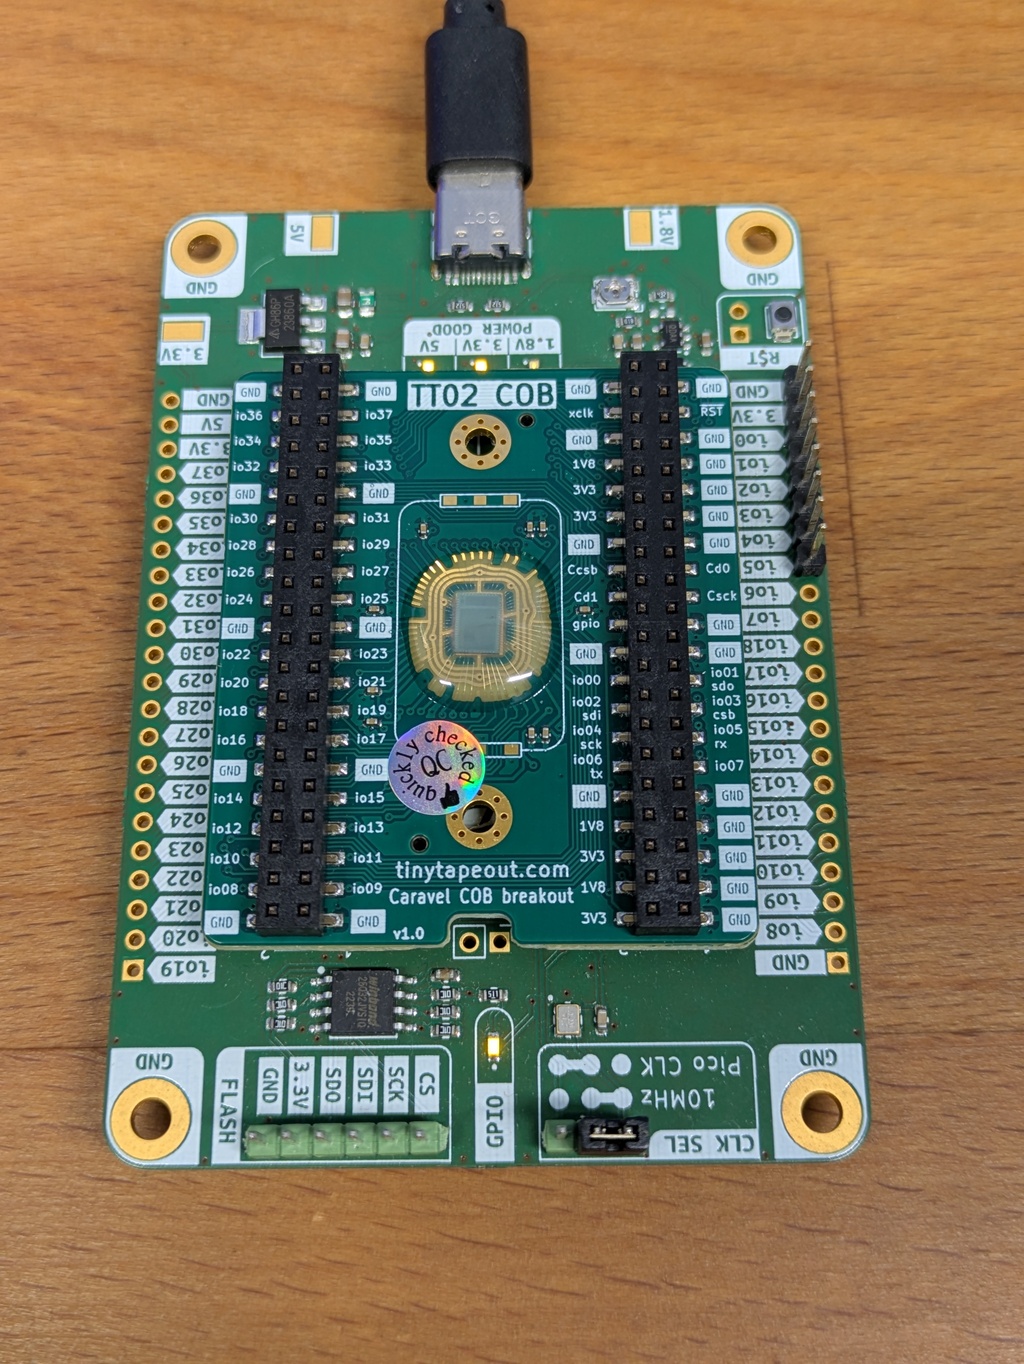 GCT
GND
5V
1.8V
GND
3.3V
5V
3.3V
1.8V
POWER GOOD
RST
TT02 COB
GND
GND
io36
io37
io34
io35
io32
io33
GND
GND
io30
io31
io28
io29
io26
io27
io24
io25
GND
GND
io22
io23
io20
io21
io18
io19
io16
io17
GND
GND
io14
io15
io12
io13
io10
io11
io08
io09
GND
GND
GND
GND
xclk
RST
GND
GND
1V8
GND
3V3
GND
3V3
GND
GND
GND
Ccsb
Cd0
Cd1
Csck
gpio
GND
GND
GND
io00
io01
sdo
io02
sdi
io03
csb
io04
sck
io05
rx
io06
tx
io07
GND
GND
1V8
GND
3V3
GND
1V8
GND
3V3
GND
quickly checked
QC
tinytapeout.com
Caravel COB breakout
v1.0
GND
5V
3.3V
io37
io36
io35
io34
io33
io32
io31
io30
io29
io28
io27
io26
io25
io24
io23
io22
io21
io20
io19
GND
3.3V
io0
io1
io2
io3
io4
io5
io6
io7
io18
io17
io16
io15
io14
io13
io12
io11
io10
io9
io8
GND
winbond
GND
GND
FLASH
GND
3.3V
SDO
SDI
SCK
CS
GPIO
Pico CLK
10MHz
CLK SEL